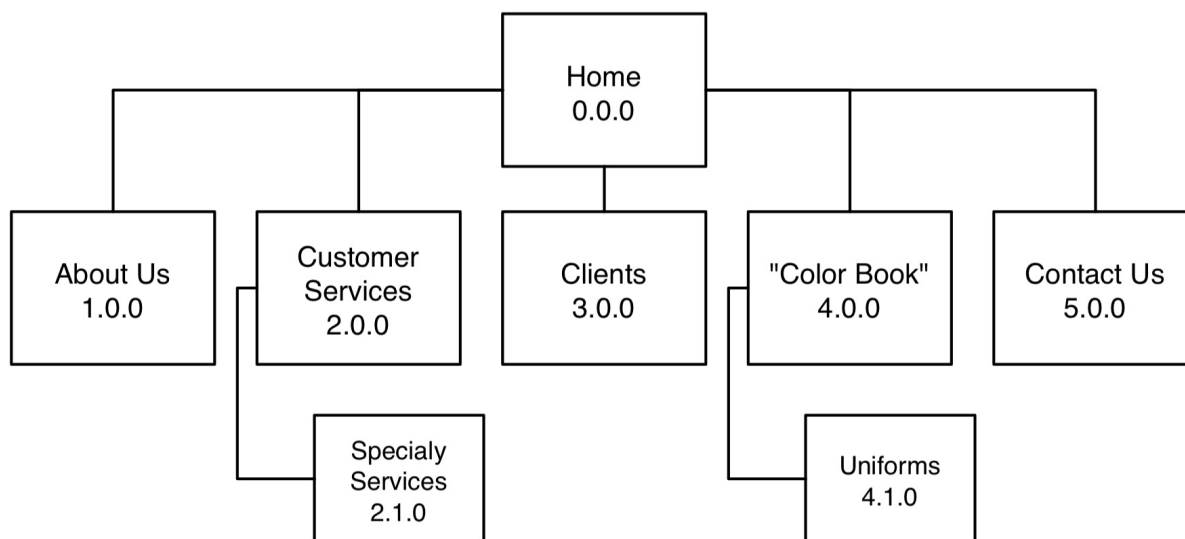 Home
0.0.0
About Us
1.0.0
Customer
Services
2.0.0
Clients
3.0.0
"Color Book"
4.0.0
Contact Us
5.0.0
Specialy
Services
2.1.0
Uniforms
4.1.0